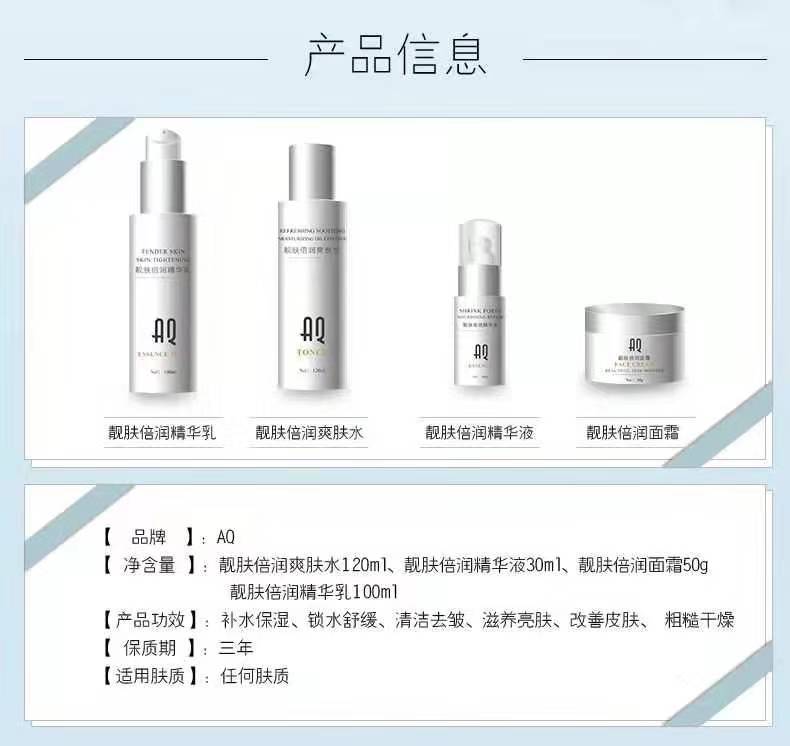 产品信息
TENDER SKIN
SKIN TIGHTENING
靓肤倍润精华乳
AQ
ESSENCE
Net: 100ml
REFRESHING SOOTHING
MOISTURIZING OIL CONTROL
靓肤倍润爽肤水
AQ
TONER
Net: 120ml
SHRINK PORES
靓肤倍润精华液
AQ
AQ
靓肤倍润面霜
FACE CREAM
靓肤倍润精华乳
靓肤倍润爽肤水
靓肤倍润精华液
靓肤倍润面霜
【 品牌 】：AQ
【 净含量 】：靓肤倍润爽肤水120ml、靓肤倍润精华液30ml、靓肤倍润面霜50g
靓肤倍润精华乳100ml
【产品功效】：补水保湿、锁水舒缓、清洁去皱、滋养亮肤、改善皮肤、 粗糙干燥
【 保质期 】：三年
【适用肤质】：任何肤质